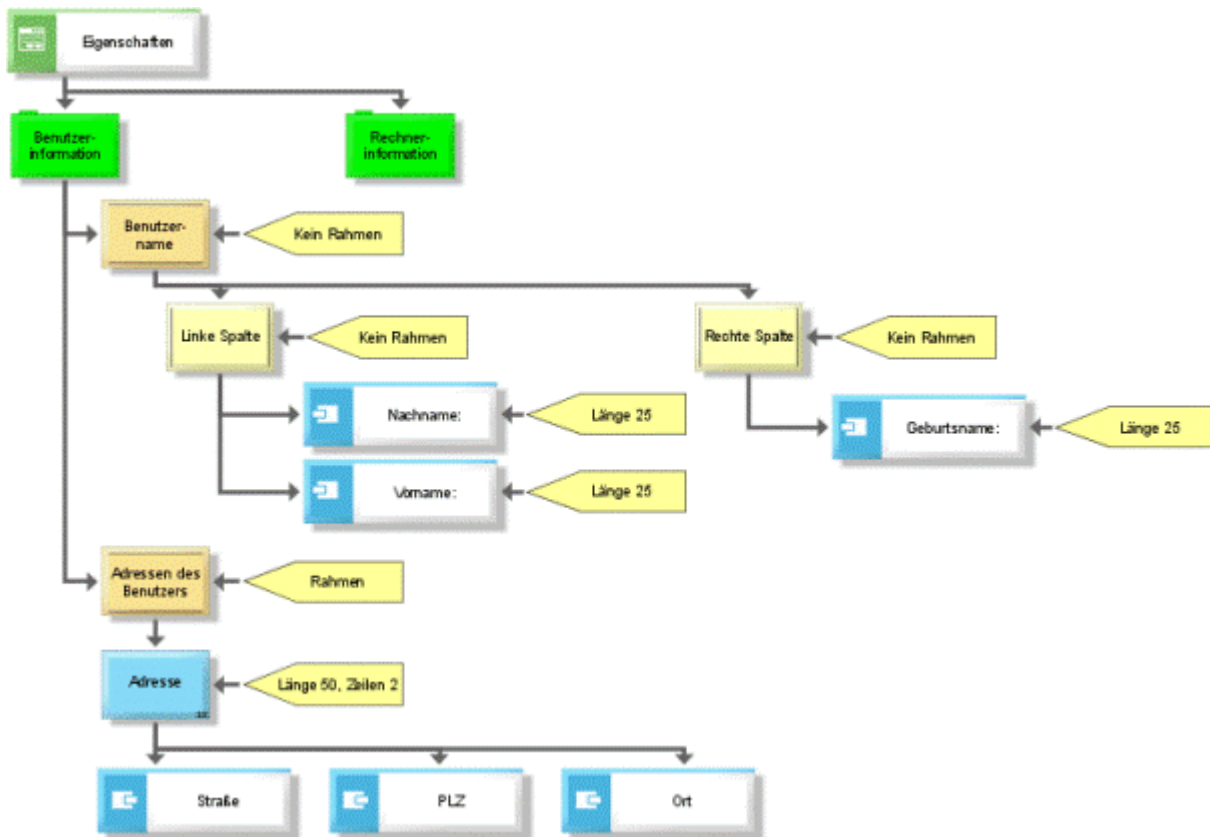 Eigenschaften
Benutzer-
information
Rechner-
information
Benutzer-
name
Kein Rahmen
Linke Spalte
Kein Rahmen
Rechte Spalte
Kein Rahmen
Nachname:
Länge 25
Geburtsname:
Länge 25
Vorname:
Länge 25
Adressen des
Benutzers
Rahmen
Adresse
Länge 50, Zeilen 2
Straße
PLZ
Ort